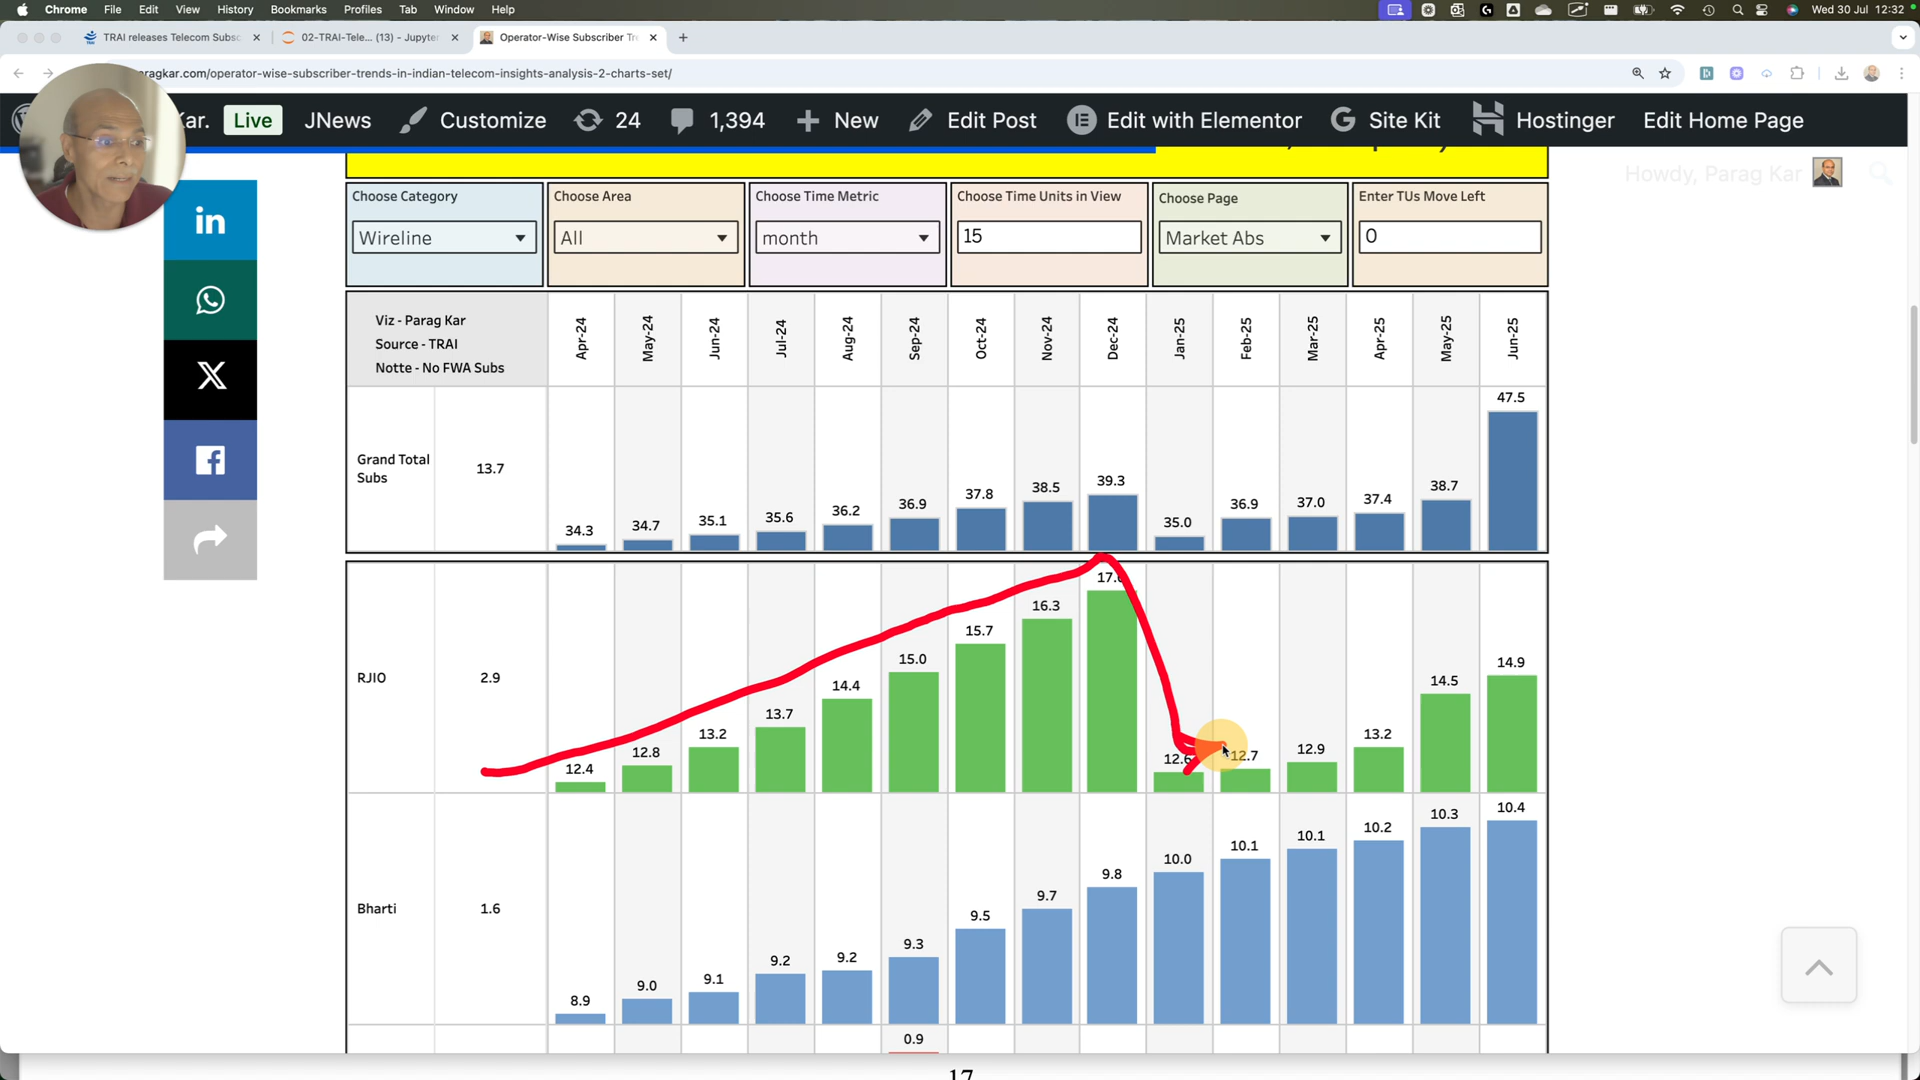 Chrome File Edit View History Bookmarks Profiles Tab Window Help Wed 30 Jul 12:32
TRAI releases Telecom Subsc 02-TRAI-Tele... (13) - Jupyter Operator-Wise Subscriber Tre
aragkar.com/operator-wise-subscriber-trends-in-indian-telecom-insights-analysis-2-charts-set/
Kar. Live JNews Customize 24 1,394 New Edit Post Edit with Elementor Site Kit Hostinger Edit Home Page
Howdy, Parag Kar
Choose Category Choose Area Choose Time Metric Choose Time Units in View Choose Page Enter TUs Move Left
Wireline All month 15 Market Abs 0
Viz - Parag Kar
Source - TRAI
Notte - No FWA Subs
Apr-24 May-24 Jun-24 Jul-24 Aug-24 Sep-24 Oct-24 Nov-24 Dec-24 Jan-25 Feb-25 Mar-25 Apr-25 May-25 Jun-25
Grand Total
Subs
13.7
34.3 34.7 35.1 35.6 36.2 36.9 37.8 38.5 39.3 35.0 36.9 37.0 37.4 38.7 47.5
RJIO 2.9
12.4 12.8 13.2 13.7 14.4 15.0 15.7 16.3 12.6 12.7 12.9 13.2 14.5 14.9
Bharti 1.6
8.9 9.0 9.1 9.2 9.2 9.3 9.5 9.7 9.8 10.0 10.1 10.1 10.2 10.3 10.4
0.9
17